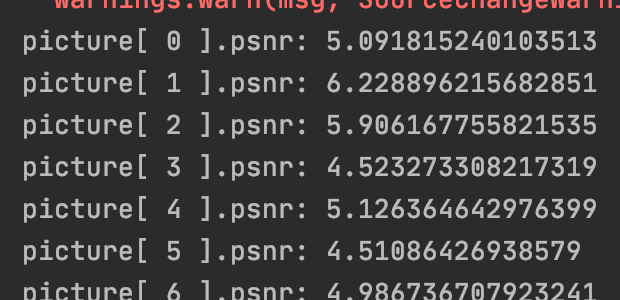 warnings.warn(msg, SourceChangeWarni
picture[ 0 ].psnr: 5.091815240103513
picture[ 1 ].psnr: 6.228896215682851
picture[ 2 ].psnr: 5.906167755821535
picture[ 3 ].psnr: 4.523273308217319
picture[ 4 ].psnr: 5.126364642976399
picture[ 5 ].psnr: 4.51086426938579
picture[ 6 ].psnr: 4.986736707923241